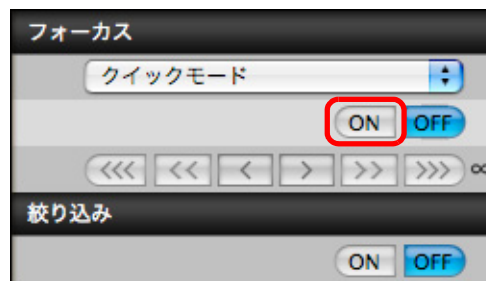 フォーカス
クイックモード
ON OFF
<<< << < > >> >>> ∞
絞り込み
ON OFF